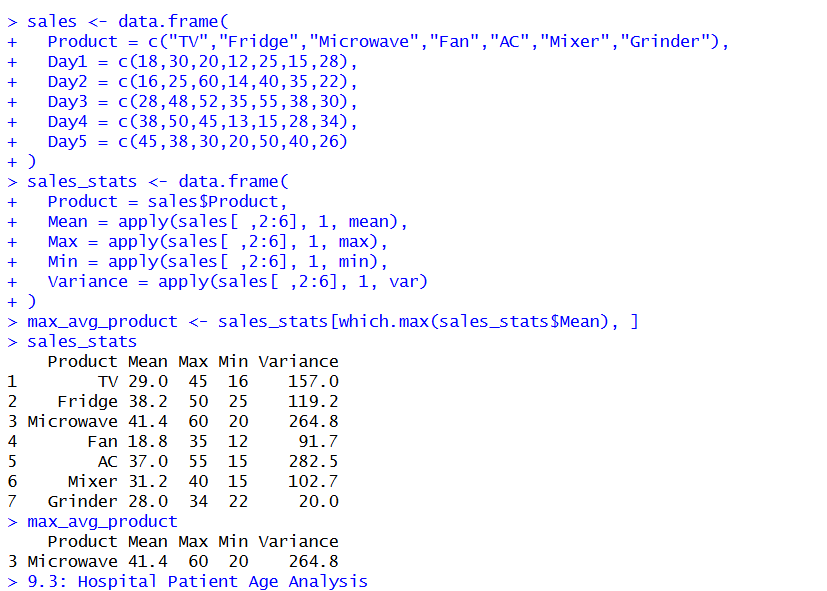 > sales <- data.frame(
+   Product = c("TV","Fridge","Microwave","Fan","AC","Mixer","Grinder"),
+   Day1 = c(18,30,20,12,25,15,28),
+   Day2 = c(16,25,60,14,40,35,22),
+   Day3 = c(28,48,52,35,55,38,30),
+   Day4 = c(38,50,45,13,15,28,34),
+   Day5 = c(45,38,30,20,50,40,26)
+ )
> sales_stats <- data.frame(
+   Product = sales$Product,
+   Mean = apply(sales[ ,2:6], 1, mean),
+   Max = apply(sales[ ,2:6], 1, max),
+   Min = apply(sales[ ,2:6], 1, min),
+   Variance = apply(sales[ ,2:6], 1, var)
+ )
> max_avg_product <- sales_stats[which.max(sales_stats$Mean), ]
> sales_stats
    Product Mean Max Min Variance
1        TV 29.0  45  16    157.0
2    Fridge 38.2  50  25    119.2
3 Microwave 41.4  60  20    264.8
4       Fan 18.8  35  12     91.7
5        AC 37.0  55  15    282.5
6     Mixer 31.2  40  15    102.7
7   Grinder 28.0  34  22     20.0
> max_avg_product
    Product Mean Max Min Variance
3 Microwave 41.4  60  20    264.8
> 9.3: Hospital Patient Age Analysis